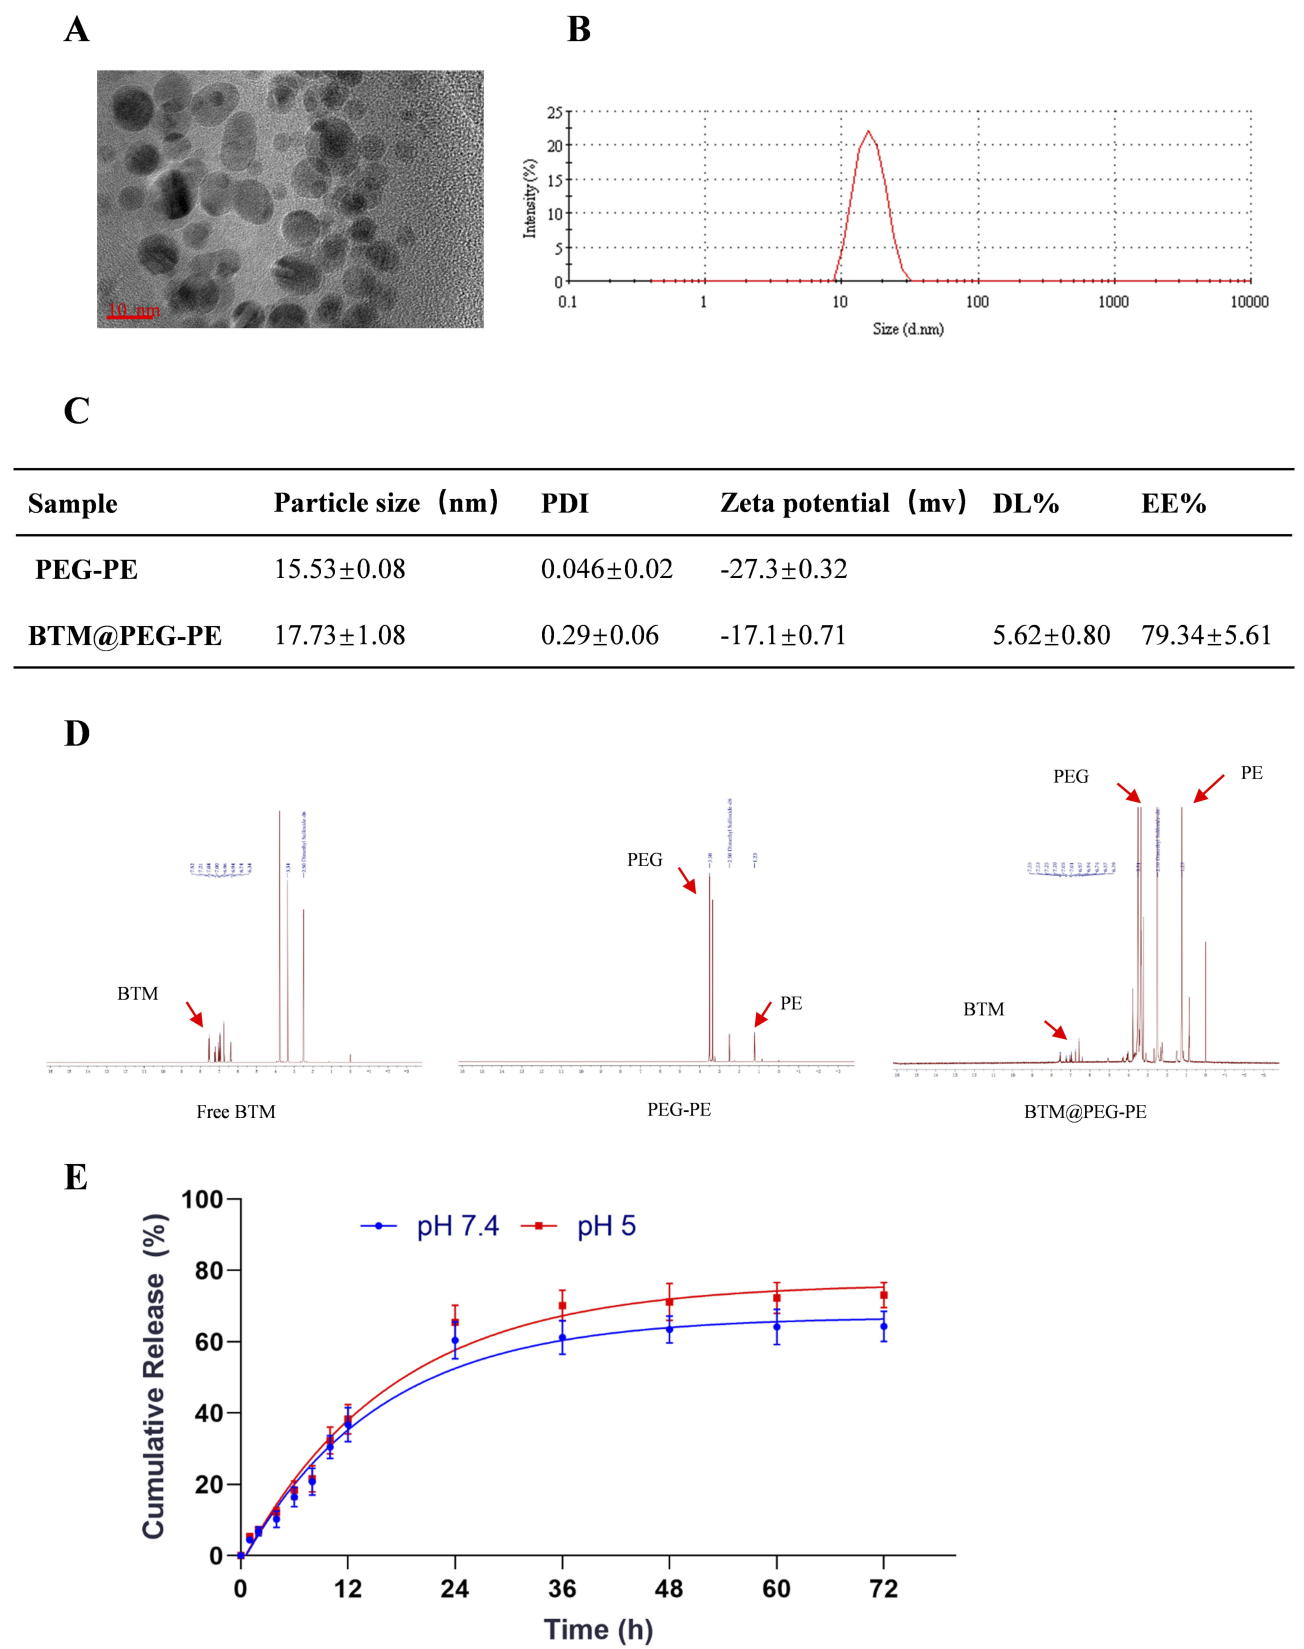 A
B
10 nm
25
20
15
10
5
0
Intensity (%)
0.1 1 10 100 1000 10000
Size (d.nm)
C
Sample Particle size（nm） PDI Zeta potential（mv） DL% EE%
PEG-PE 15.53±0.08 0.046±0.02 -27.3±0.32
BTM@PEG-PE 17.73±1.08 0.29±0.06 -17.1±0.71 5.62±0.80 79.34±5.61
D
BTM
Free BTM
PEG
PE
PEG-PE
PEG
PE
BTM
BTM@PEG-PE
E
pH 7.4 pH 5
100
80
60
40
20
0
Cumulative Release (%)
0 12 24 36 48 60 72
Time (h)